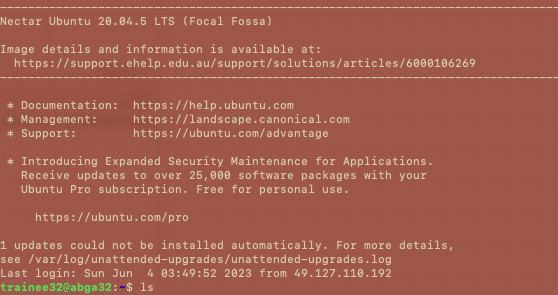 Nectar Ubuntu 20.04.5 LTS (Focal Fossa)
Image details and information is available at:
https://support.ehelp.edu.au/support/solutions/articles/6000106269
* Documentation: https://help.ubuntu.com
* Management: https://landscape.canonical.com
* Support: https://ubuntu.com/advantage
* Introducing Expanded Security Maintenance for Applications.
Receive updates to over 25,000 software packages with your
Ubuntu Pro subscription. Free for personal use.
https://ubuntu.com/pro
1 updates could not be installed automatically. For more details,
see /var/log/unattended-upgrades/unattended-upgrades.log
Last login: Sun Jun  4 03:49:52 2023 from 49.127.110.192
trainee32@abga32:~$ ls